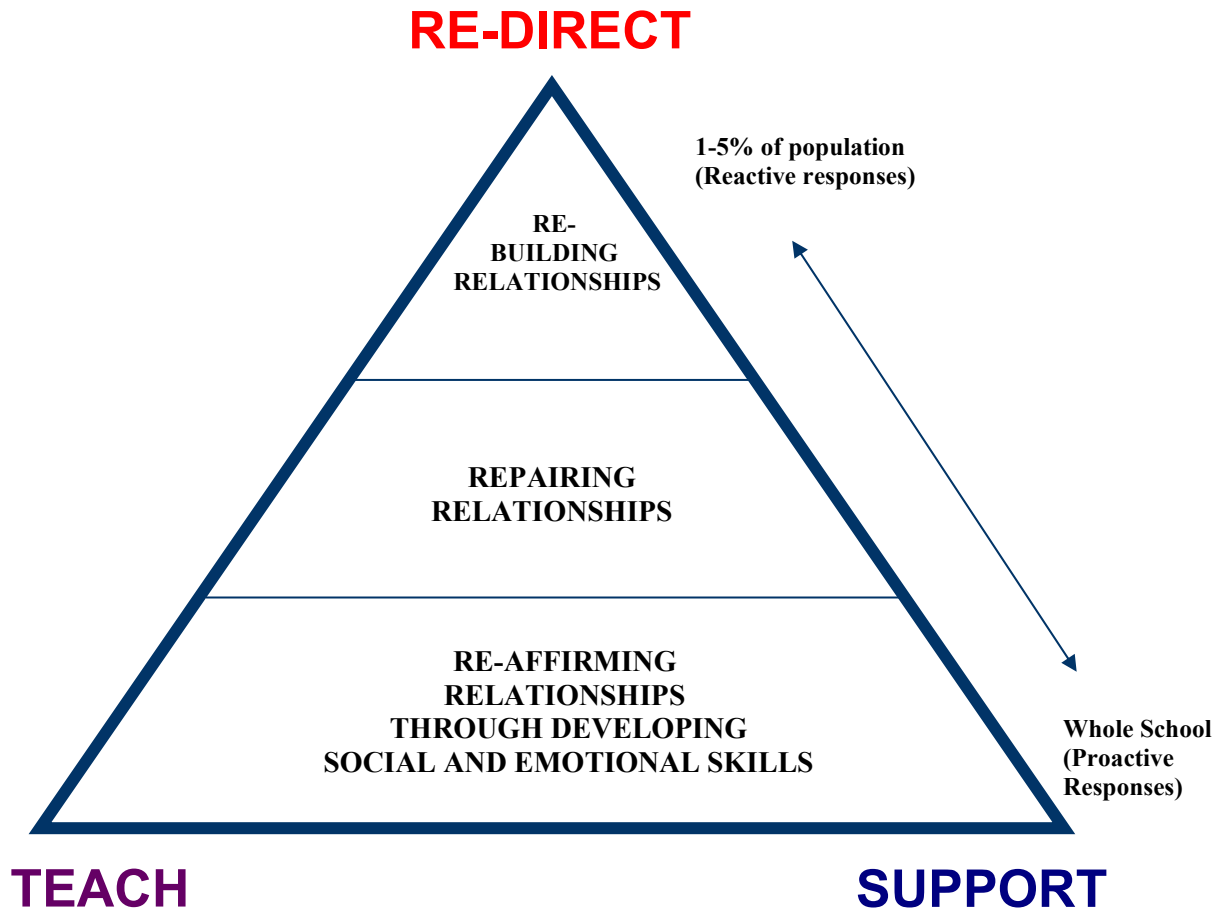 RE-DIRECT
1-5% of population
(Reactive responses)
RE-
BUILDING
RELATIONSHIPS
REPAIRING
RELATIONSHIPS
RE-AFFIRMING
RELATIONSHIPS
THROUGH DEVELOPING
SOCIAL AND EMOTIONAL SKILLS
Whole School
(Proactive
Responses)
TEACH
SUPPORT